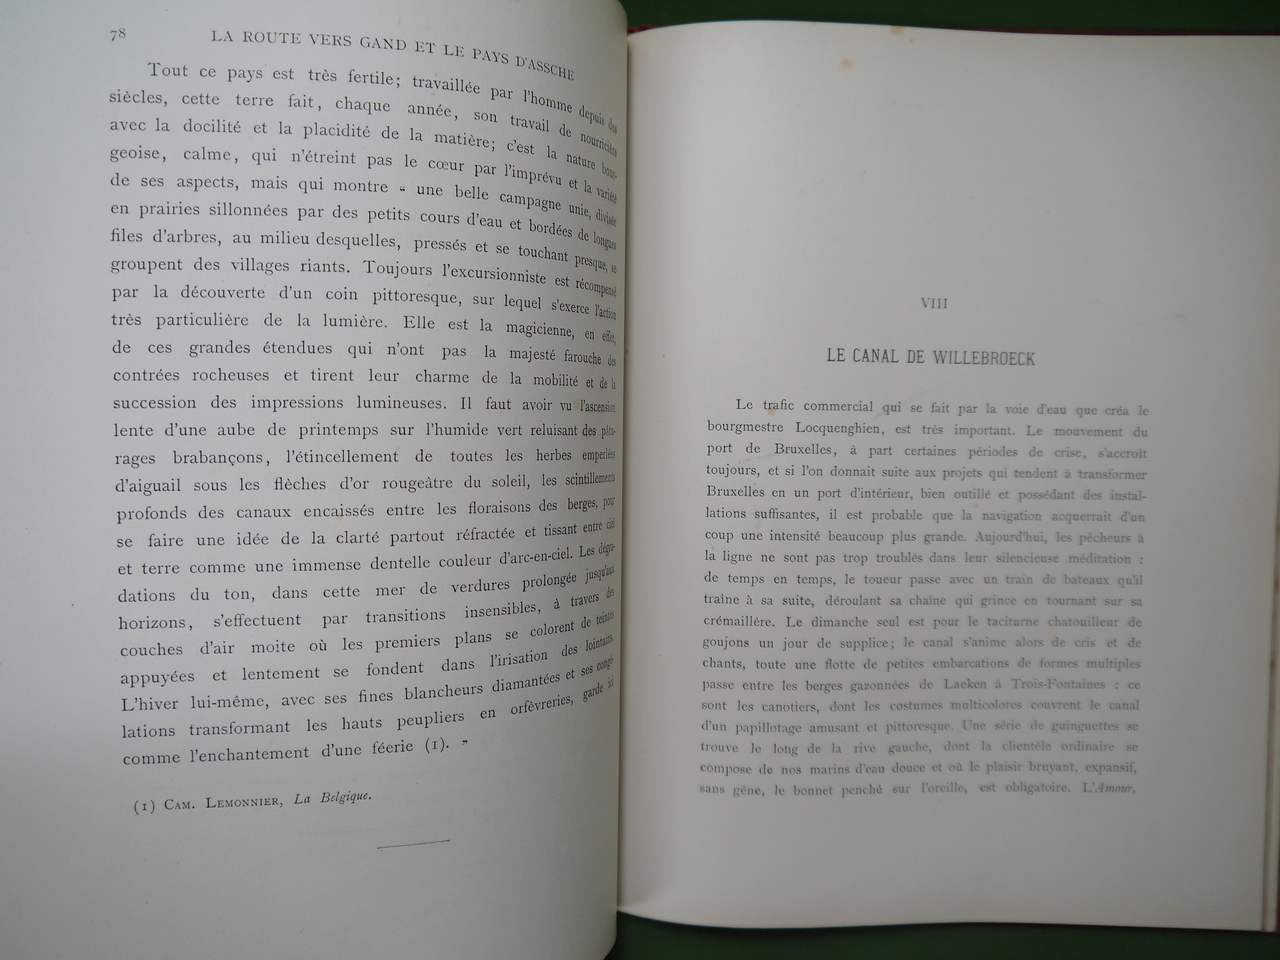 78 LA ROUTE VERS GAND ET LE PAYS D'ASSCHE
Tout ce pays est très fertile; travaillée par l'homme depuis des
siècles, cette terre fait, chaque année, son travail de nourricière
avec la docilité et la placidité de la matière; c'est la nature bour-
geoise, calme, qui n'étreint pas le cœur par l'imprévu et la variété
de ses aspects, mais qui montre “ une belle campagne unie, divisée
en prairies sillonnées par des petits cours d'eau et bordées de longues
files d'arbres, au milieu desquelles, pressés et se touchant presque, se
groupent des villages riants. Toujours l'excursionniste est récompensé
par la découverte d'un coin pittoresque, sur lequel s'exerce l'action
très particulière de la lumière. Elle est la magicienne, en effet,
de ces grandes étendues qui n'ont pas la majesté farouche des
contrées rocheuses et tirent leur charme de la mobilité et de la
succession des impressions lumineuses. Il faut avoir vu l'ascension
lente d'une aube de printemps sur l'humide vert reluisant des pâtu-
rages brabançons, l'étincellement de toutes les herbes emperlées
d'aiguail sous les flèches d'or rougeâtre du soleil, les scintillements
profonds des canaux encaissés entre les floraisons des berges, pour
se faire une idée de la clarté partout réfractée et tissant entre ciel
et terre comme une immense dentelle couleur d'arc-en-ciel. Les dégra-
dations du ton, dans cette mer de verdures prolongée jusqu'aux
horizons, s'effectuent par transitions insensibles, à travers des
couches d'air moite où les premiers plans se colorent de teintes
appuyées et lentement se fondent dans l'irisation des lointains.
L'hiver lui-même, avec ses fines blancheurs diamantées et ses congé-
lations transformant les hauts peupliers en orfèvreries, garde ici
comme l'enchantement d'une féerie (1). „
(1) CAM. LEMONNIER, La Belgique.
VIII
LE CANAL DE WILLEBROECK
Le trafic commercial qui se fait par la voie d'eau que créa le
bourgmestre Locquenghien, est très important. Le mouvement du
port de Bruxelles, à part certaines périodes de crise, s'accroît
toujours, et si l'on donnait suite aux projets qui tendent à transformer
Bruxelles en un port d'intérieur, bien outillé et possédant des instal-
lations suffisantes, il est probable que la navigation acquerrait d'un
coup une intensité beaucoup plus grande. Aujourd'hui, les pêcheurs à
la ligne ne sont pas trop troublés dans leur silencieuse méditation :
de temps en temps, le toueur passe avec un train de bateaux qu'il
traîne à sa suite, déroulant sa chaîne qui grince en tournant sur sa
crémaillère. Le dimanche seul est pour le taciturne chatouilleur de
goujons un jour de supplice; le canal s'anime alors de cris et de
chants, toute une flotte de petites embarcations de formes multiples
passe entre les berges gazonnées de Laeken à Trois-Fontaines : ce
sont les canotiers, dont les costumes multicolores couvrent le canal
d'un papillotage amusant et pittoresque. Une série de guinguettes se
trouve le long de la rive gauche, dont la clientèle ordinaire se
compose de nos marins d'eau douce et où le plaisir bruyant, expansif,
sans gêne, le bonnet penché sur l'oreille, est obligatoire. L'Amour,